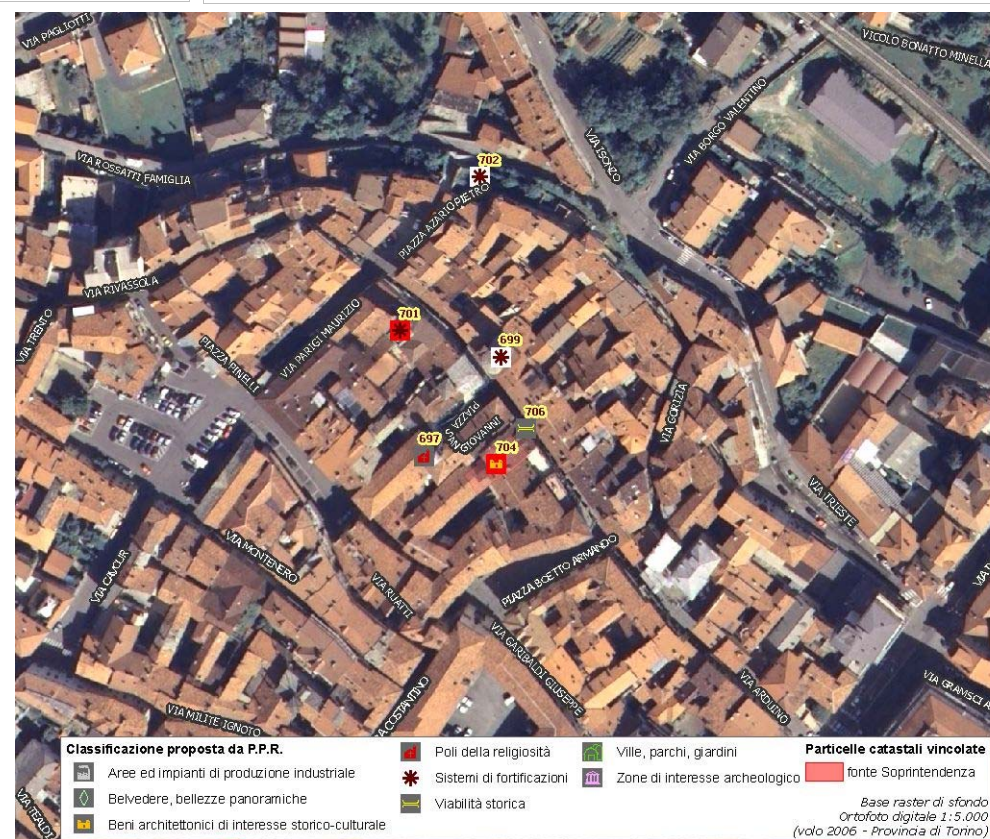 VIA PAGLIOTTI
VICOLO BONATTO MINELLA
VIA BORGO VALENTINO
VIA ISONZO
VIA ROSSATTI FAMIGLIA
702
PIAZZA AZARIO PIETRO
VIA RIVASSOLA
VIA TRENTO
VIA PARIGI MAURIZIO
701
PIAZZA PINELLI
699
706
VIA GORIZIA
PIAZZA
SAN GIOVANNI
697
704
VIA TRIESTE
VIA MONTENERO
PIAZZA BOETTO ARMANDO
VIA CAVOUR
VIA RUATTI
VIA GARIBALDI GIUSEPPE
VIA ARDUINO
VIA GRAMSCI A
A COSTANTINO
VIA MILITE IGNOTO
VIA TEALDI
Classificazione proposta da P.P.R.
Aree ed impianti di produzione industriale
Belvedere, bellezze panoramiche
Beni architettonici di interesse storico-culturale
Poli della religiosità
Sistemi di fortificazioni
Viabilità storica
Ville, parchi, giardini
Zone di interesse archeologico
Particelle catastali vincolate
fonte Soprintendenza
Base raster di sfondo
Ortofoto digitale 1:5.000
(volo 2006 - Provincia di Torino)